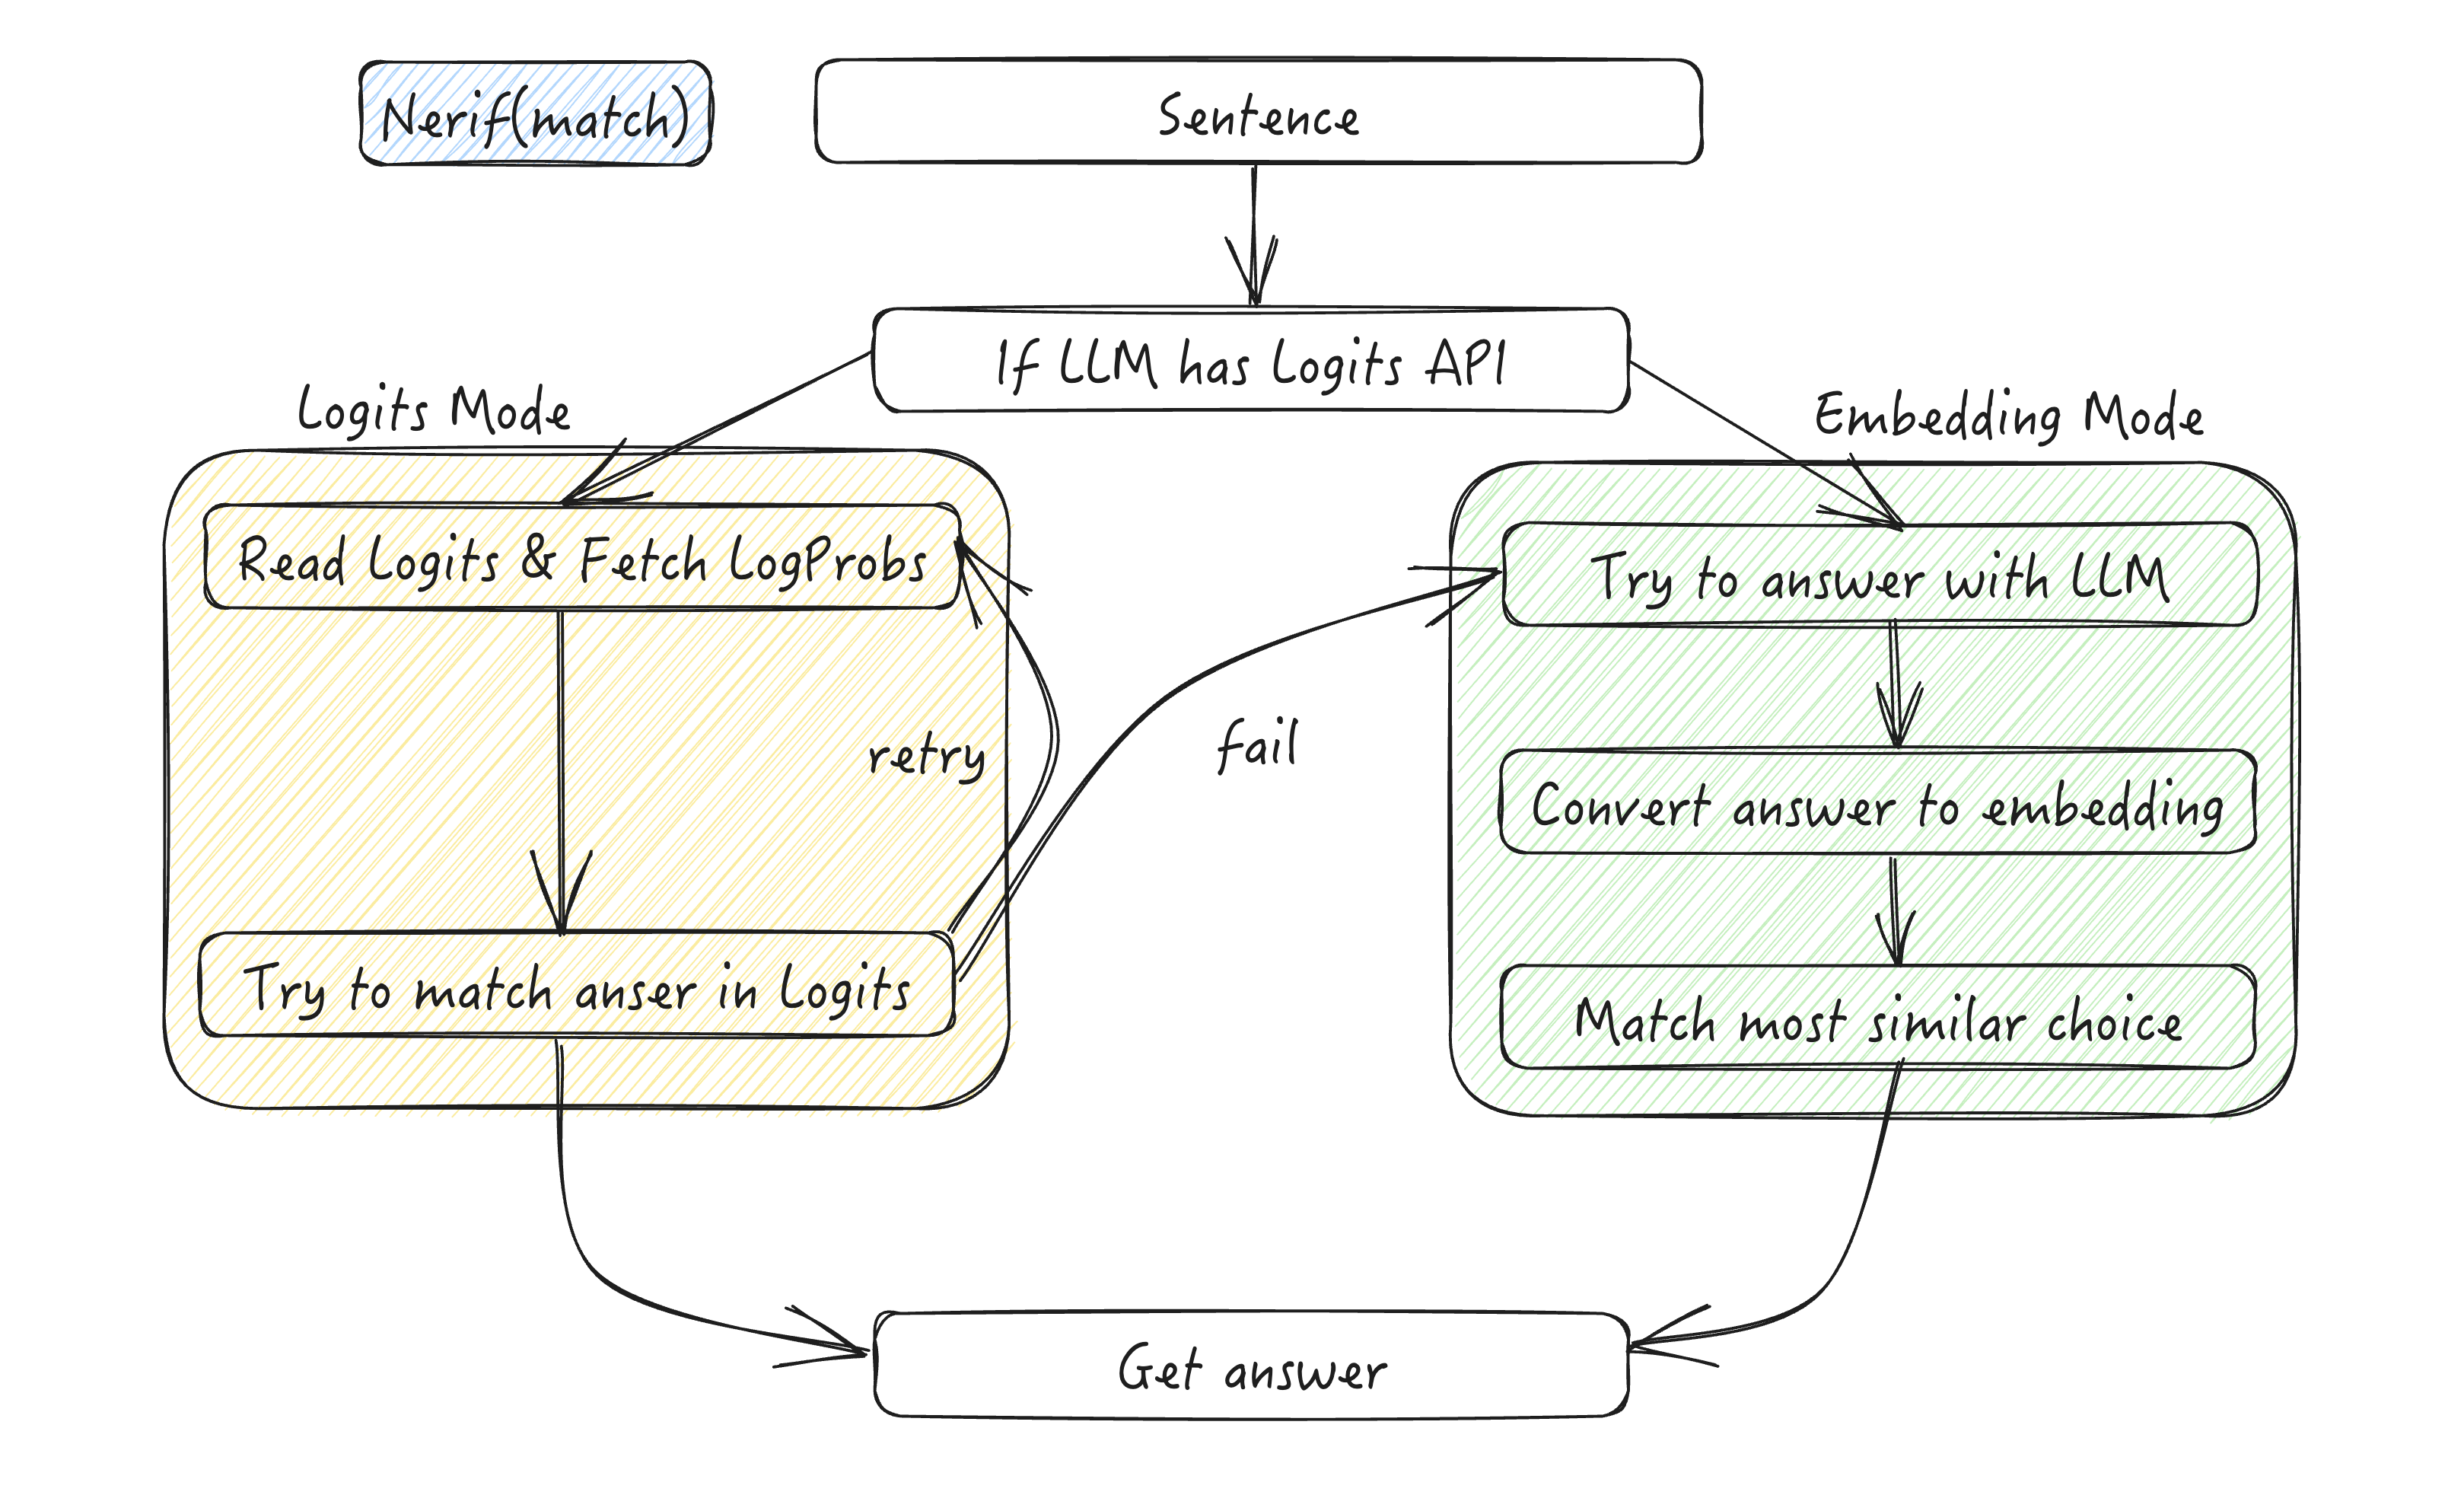 Nerif(match)
Sentence
If LLM has Logits API
Logits Mode
Embedding Mode
Read Logits & Fetch LogProbs
Try to answer with LLM
retry
fail
Convert answer to embedding
Try to match anser in Logits
Match most similar choice
Get answer